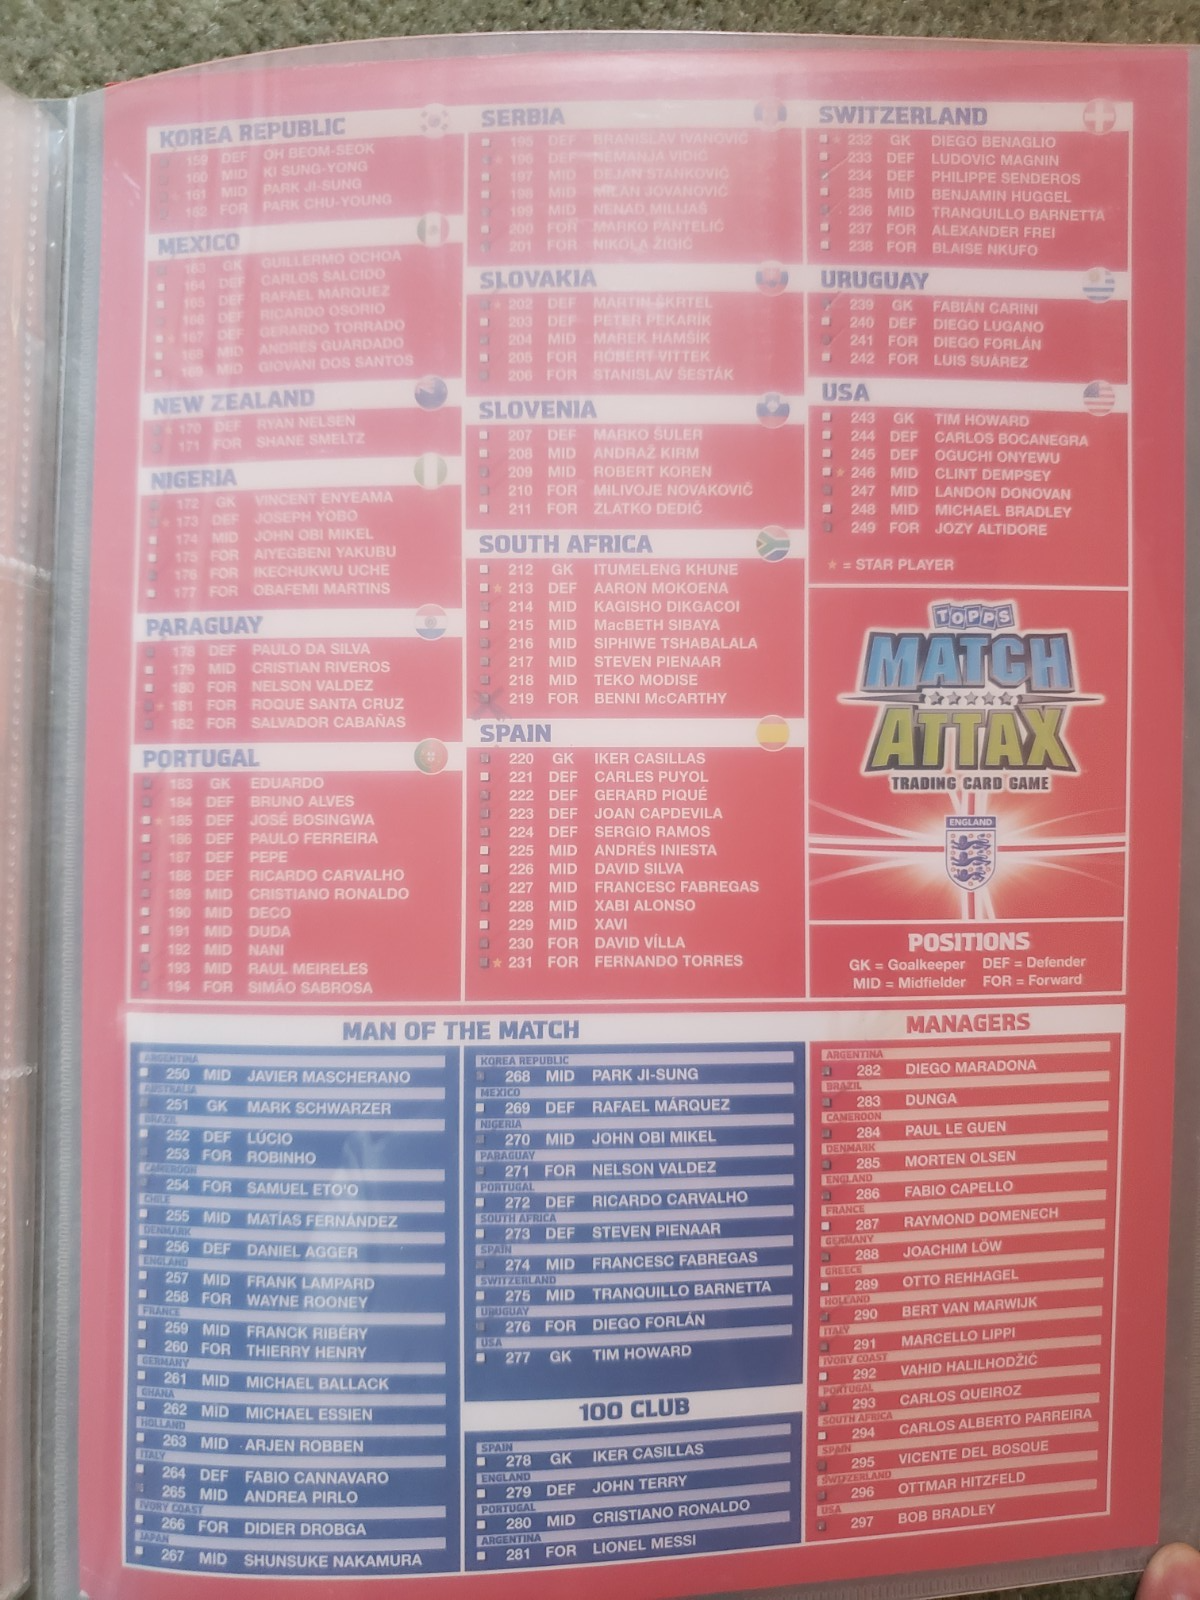 KOREA REPUBLIC
159 DEF OH BEOM-SEOK
160 MID KI SUNG-YONG
161 MID PARK JI-SUNG
162 FOR PARK CHU-YOUNG
MEXICO
163 GK GUILLERMO OCHOA
164 DEF CARLOS SALCIDO
165 DEF RAFAEL MÁRQUEZ
166 DEF RICARDO OSORIO
167 DEF GERARDO TORRADO
168 MID ANDRÉS GUARDADO
169 MID GIOVANI DOS SANTOS
NEW ZEALAND
170 DEF RYAN NELSEN
171 FOR SHANE SMELTZ
NIGERIA
172 GK VINCENT ENYEAMA
173 DEF JOSEPH YOBO
174 MID JOHN OBI MIKEL
175 FOR AIYEGBENI YAKUBU
176 FOR IKECHUKWU UCHE
177 FOR OBAFEMI MARTINS
PARAGUAY
178 DEF PAULO DA SILVA
179 MID CRISTIAN RIVEROS
180 FOR NELSON VALDEZ
181 FOR ROQUE SANTA CRUZ
182 FOR SALVADOR CABAÑAS
PORTUGAL
183 GK EDUARDO
184 DEF BRUNO ALVES
185 DEF JOSÉ BOSINGWA
186 DEF PAULO FERREIRA
187 DEF PEPE
188 DEF RICARDO CARVALHO
189 MID CRISTIANO RONALDO
190 MID DECO
191 MID DUDA
192 MID NANI
193 MID RAUL MEIRELES
194 FOR SIMÃO SABROSA
SERBIA
195 DEF BRANISLAV IVANOVIĆ
196 DEF NEMANJA VIDIĆ
197 MID DEJAN STANKOVIĆ
198 MID MILAN JOVANOVIĆ
199 MID NENAD MILIJAŠ
200 FOR MARKO PANTELIĆ
201 FOR NIKOLA ŽIGIĆ
SLOVAKIA
202 DEF MARTIN ŠKRTEL
203 DEF PETER PEKARÍK
204 MID MAREK HAMŠÍK
205 FOR RÓBERT VITTEK
206 FOR STANISLAV ŠESTÁK
SLOVENIA
207 DEF MARKO ŠULER
208 MID ANDRAŽ KIRM
209 MID ROBERT KOREN
210 FOR MILIVOJE NOVAKOVIČ
211 FOR ZLATKO DEDIČ
SOUTH AFRICA
212 GK ITUMELENG KHUNE
213 DEF AARON MOKOENA
214 MID KAGISHO DIKGACOI
215 MID MacBETH SIBAYA
216 MID SIPHIWE TSHABALALA
217 MID STEVEN PIENAAR
218 MID TEKO MODISE
219 FOR BENNI McCARTHY
SPAIN
220 GK IKER CASILLAS
221 DEF CARLES PUYOL
222 DEF GERARD PIQUÉ
223 DEF JOAN CAPDEVILA
224 DEF SERGIO RAMOS
225 MID ANDRÉS INIESTA
226 MID DAVID SILVA
227 MID FRANCESC FABREGAS
228 MID XABI ALONSO
229 MID XAVI
230 FOR DAVID VÍLLA
231 FOR FERNANDO TORRES
SWITZERLAND
232 GK DIEGO BENAGLIO
233 DEF LUDOVIC MAGNIN
234 DEF PHILIPPE SENDEROS
235 MID BENJAMIN HUGGEL
236 MID TRANQUILLO BARNETTA
237 FOR ALEXANDER FREI
238 FOR BLAISE NKUFO
URUGUAY
239 GK FABIÁN CARINI
240 DEF DIEGO LUGANO
241 FOR DIEGO FORLÁN
242 FOR LUIS SUÁREZ
USA
243 GK TIM HOWARD
244 DEF CARLOS BOCANEGRA
245 DEF OGUCHI ONYEWU
246 MID CLINT DEMPSEY
247 MID LANDON DONOVAN
248 MID MICHAEL BRADLEY
249 FOR JOZY ALTIDORE
★ = STAR PLAYER
TOPPS
MATCH
ATTAX
TRADING CARD GAME
ENGLAND
POSITIONS
GK = Goalkeeper DEF = Defender
MID = Midfielder FOR = Forward
MAN OF THE MATCH
ARGENTINA
250 MID JAVIER MASCHERANO
AUSTRALIA
251 GK MARK SCHWARZER
BRAZIL
252 DEF LÚCIO
253 FOR ROBINHO
CAMEROON
254 FOR SAMUEL ETO'O
CHILE
255 MID MATÍAS FERNÁNDEZ
DENMARK
256 DEF DANIEL AGGER
ENGLAND
257 MID FRANK LAMPARD
258 FOR WAYNE ROONEY
FRANCE
259 MID FRANCK RIBÉRY
260 FOR THIERRY HENRY
GERMANY
261 MID MICHAEL BALLACK
GHANA
262 MID MICHAEL ESSIEN
HOLLAND
263 MID ARJEN ROBBEN
ITALY
264 DEF FABIO CANNAVARO
265 MID ANDREA PIRLO
IVORY COAST
266 FOR DIDIER DROBGA
JAPAN
267 MID SHUNSUKE NAKAMURA
KOREA REPUBLIC
268 MID PARK JI-SUNG
MEXICO
269 DEF RAFAEL MÁRQUEZ
NIGERIA
270 MID JOHN OBI MIKEL
PARAGUAY
271 FOR NELSON VALDEZ
PORTUGAL
272 DEF RICARDO CARVALHO
SOUTH AFRICA
273 DEF STEVEN PIENAAR
SPAIN
274 MID FRANCESC FABREGAS
SWITZERLAND
275 MID TRANQUILLO BARNETTA
URUGUAY
276 FOR DIEGO FORLÁN
USA
277 GK TIM HOWARD
100 CLUB
SPAIN
278 GK IKER CASILLAS
ENGLAND
279 DEF JOHN TERRY
PORTUGAL
280 MID CRISTIANO RONALDO
ARGENTINA
281 FOR LIONEL MESSI
MANAGERS
ARGENTINA
282 DIEGO MARADONA
BRAZIL
283 DUNGA
CAMEROON
284 PAUL LE GUEN
DENMARK
285 MORTEN OLSEN
ENGLAND
286 FABIO CAPELLO
FRANCE
287 RAYMOND DOMENECH
GERMANY
288 JOACHIM LÖW
GREECE
289 OTTO REHHAGEL
HOLLAND
290 BERT VAN MARWIJK
ITALY
291 MARCELLO LIPPI
IVORY COAST
292 VAHID HALILHODŽIĆ
PORTUGAL
293 CARLOS QUEIROZ
SOUTH AFRICA
294 CARLOS ALBERTO PARREIRA
SPAIN
295 VICENTE DEL BOSQUE
SWITZERLAND
296 OTTMAR HITZFELD
USA
297 BOB BRADLEY